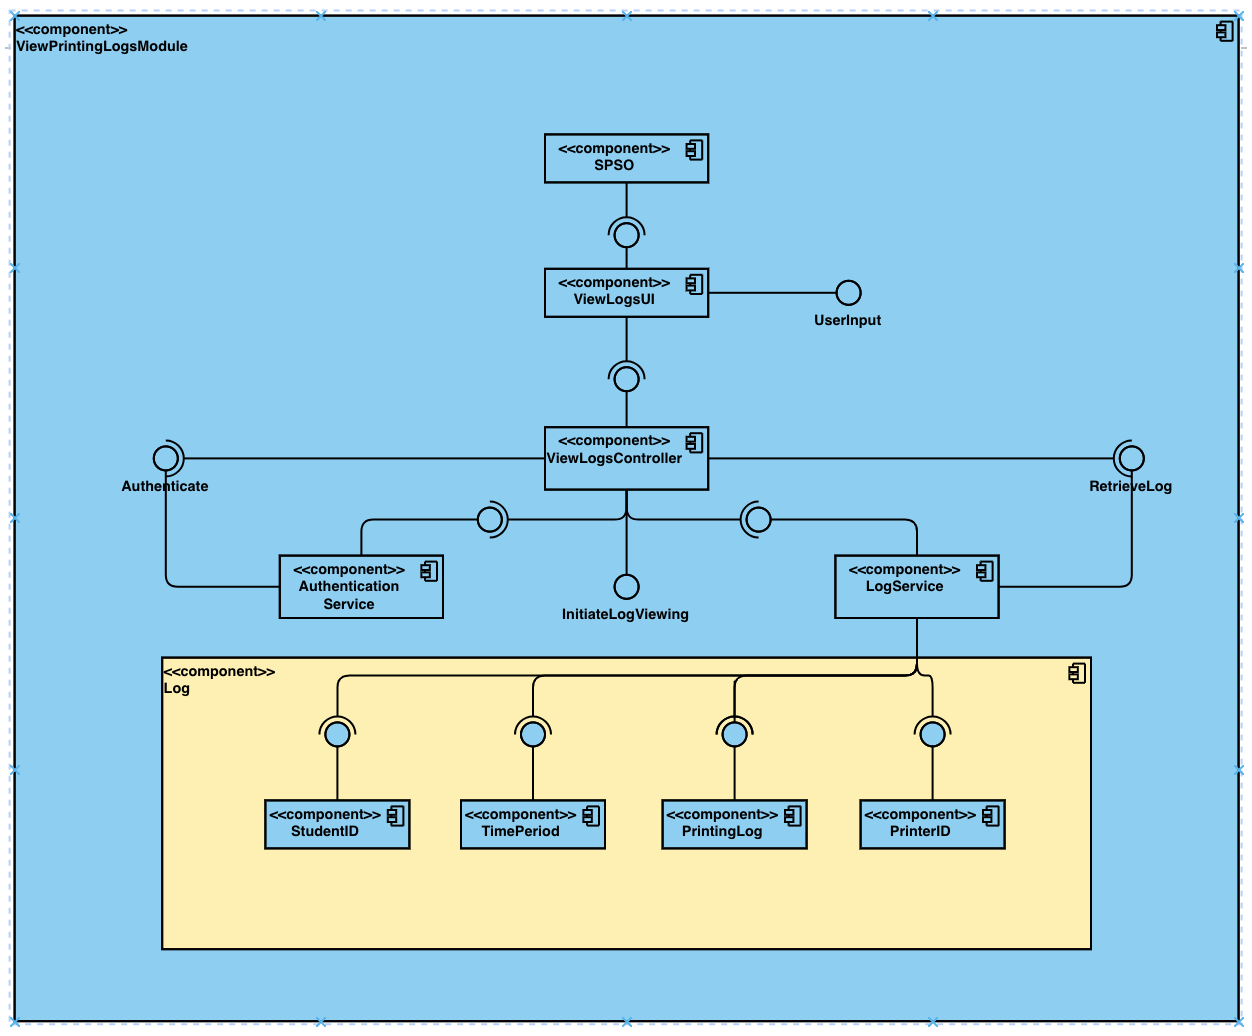 <<component>>
ViewPrintingLogsModule
<<component>>
SPSO
<<component>>
ViewLogsUI
UserInput
<<component>>
ViewLogsController
Authenticate
RetrieveLog
<<component>>
Authentication
Service
InitiateLogViewing
<<component>>
LogService
<<component>>
Log
<<component>>
StudentID
<<component>>
TimePeriod
<<component>>
PrintingLog
<<component>>
PrinterID